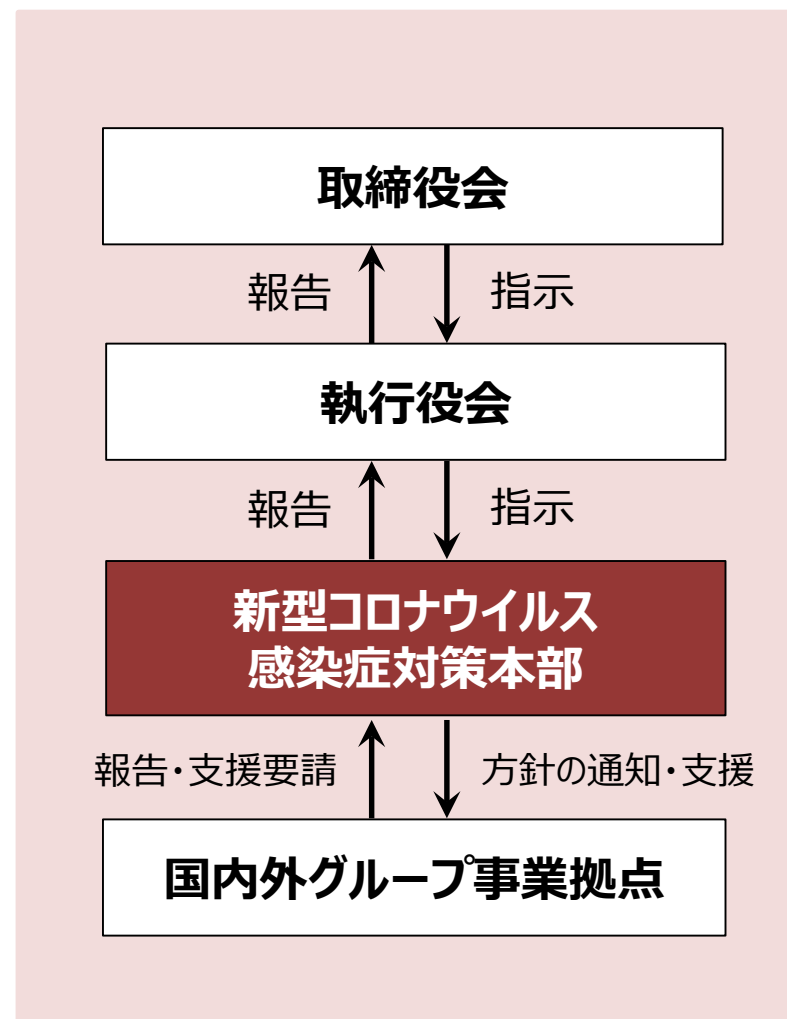 取締役会
報告
指示
執行役会
報告
指示
新型コロナウイルス
感染症対策本部
報告・支援要請
方針の通知・支援
国内外グループ事業拠点